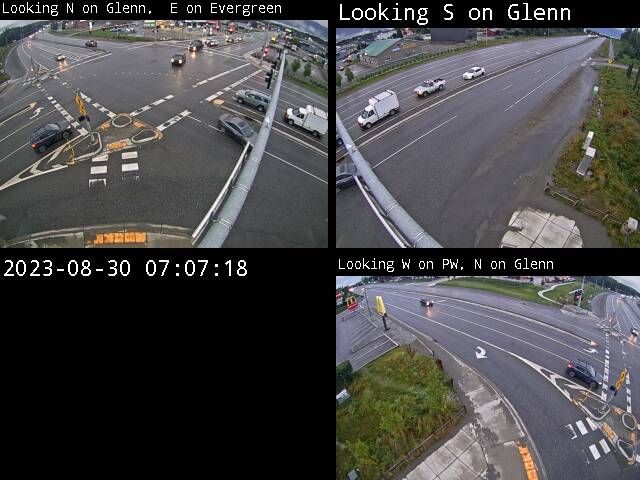 Looking N on Glenn, E on Evergreen
Looking S on Glenn
2023-08-30 07:07:18
Looking W on PW, N on Glenn